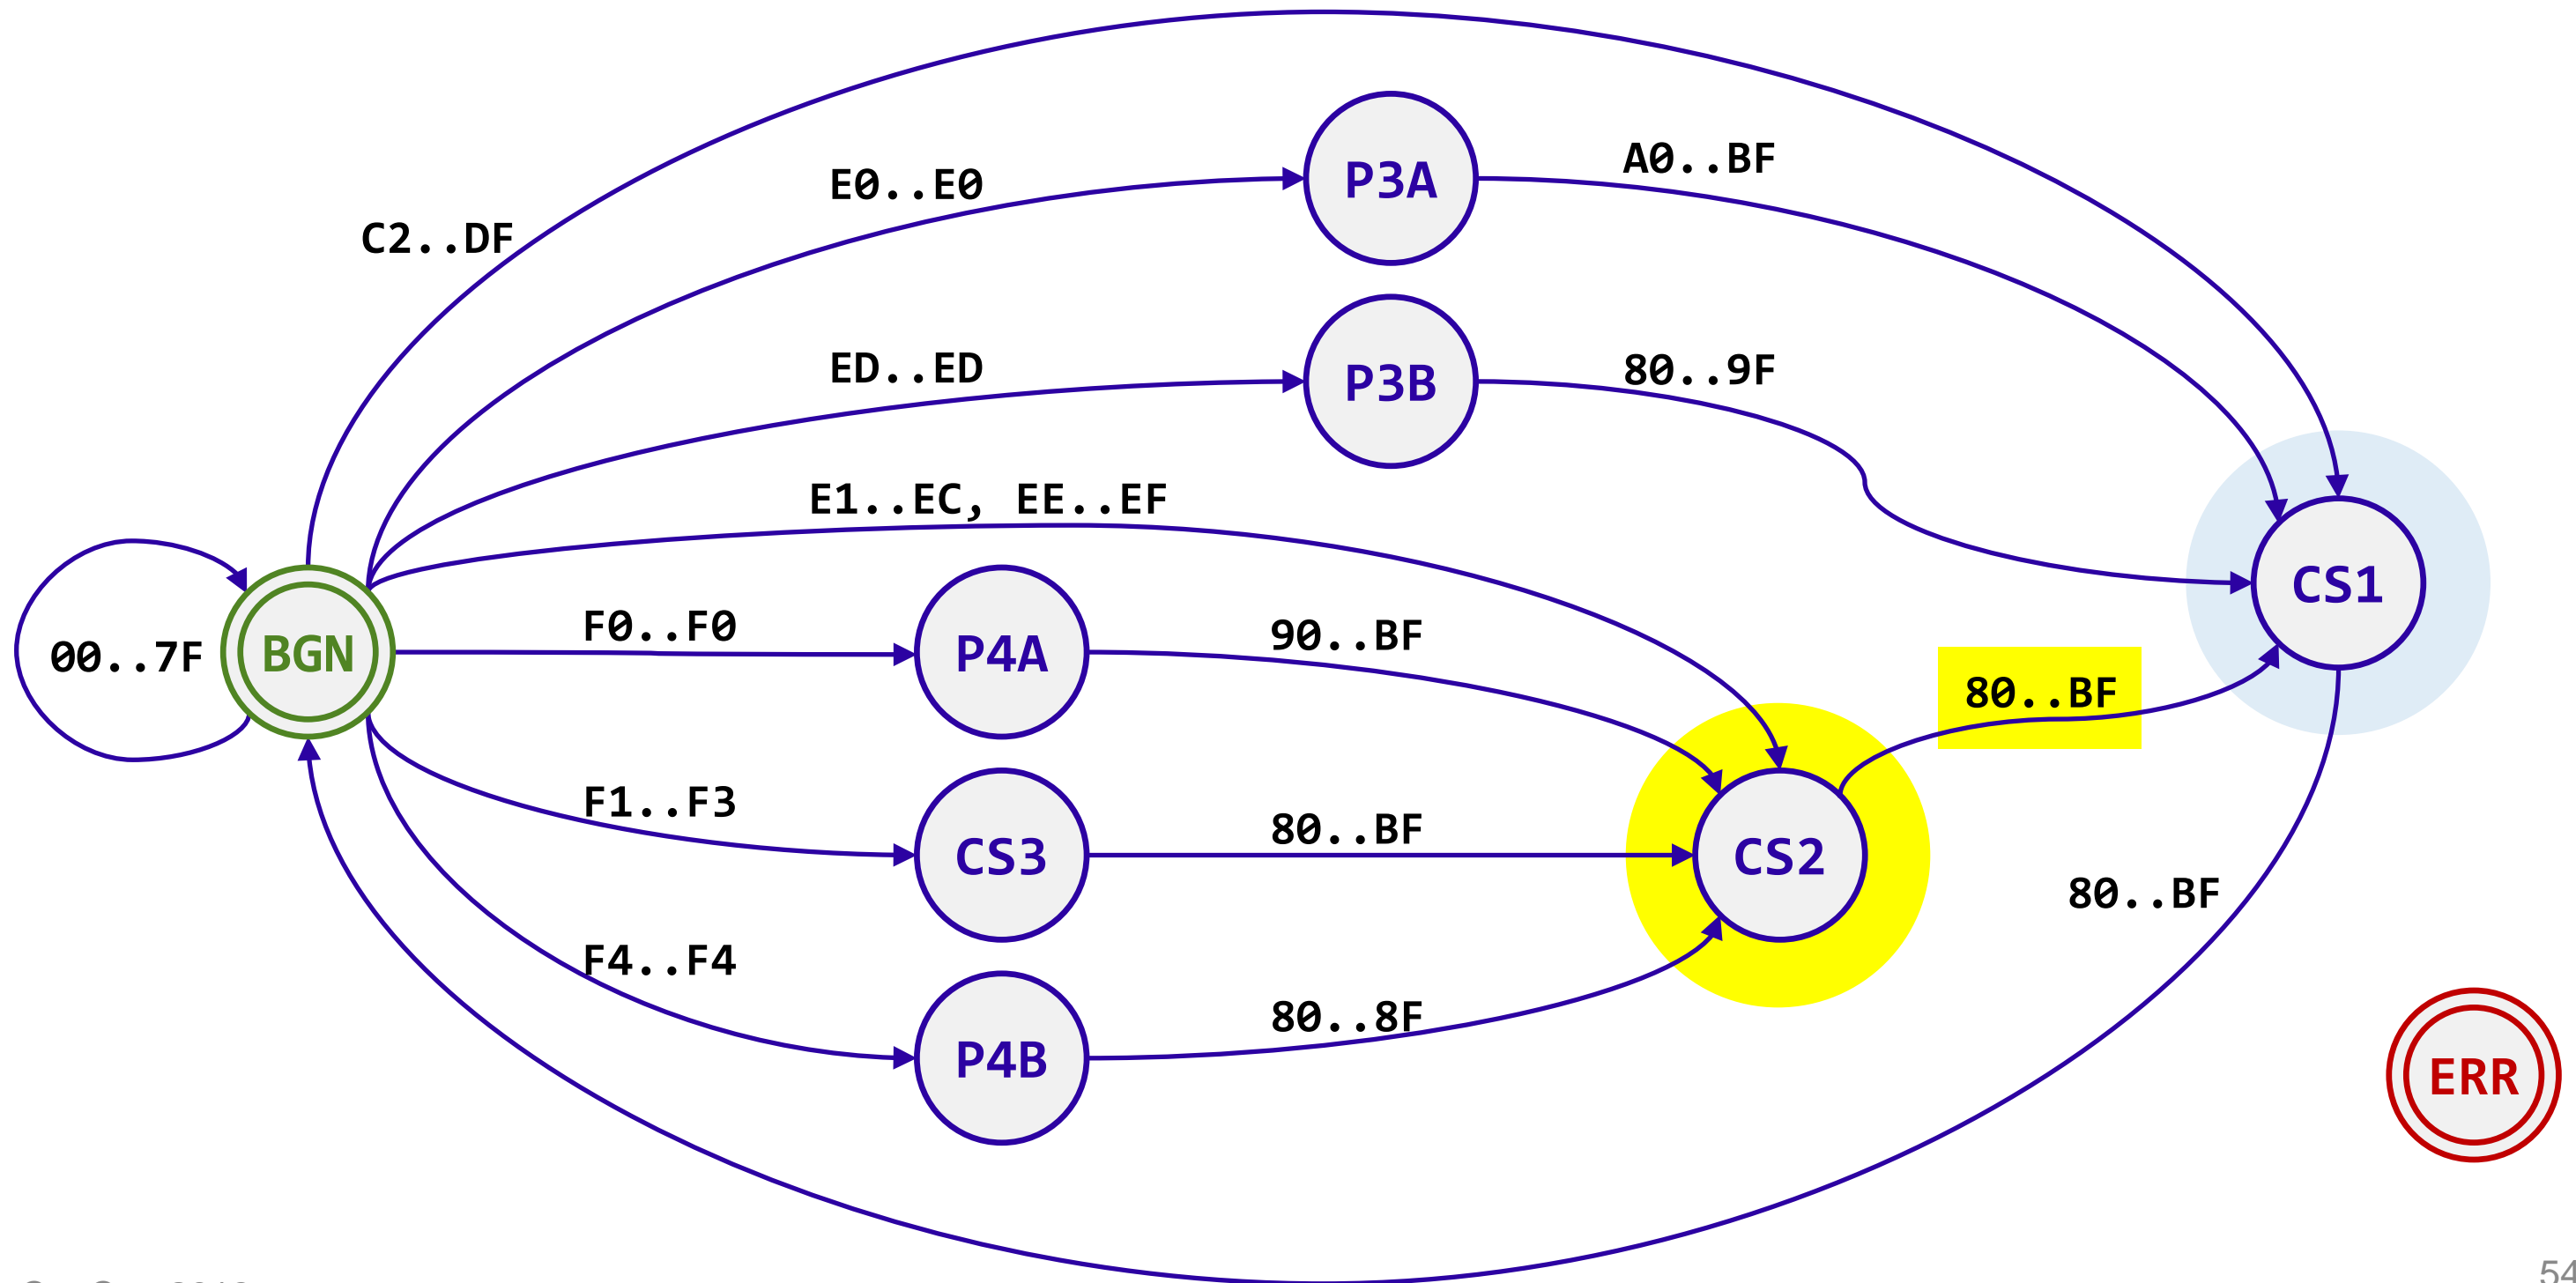 A0..BF
E0..E0
P3A
C2..DF
ED..ED
80..9F
P3B
E1..EC, EE..EF
CS1
F0..F0
90..BF
00..7F
BGN
P4A
80..BF
F1..F3
80..BF
CS3
CS2
80..BF
F4..F4
80..8F
P4B
ERR
54